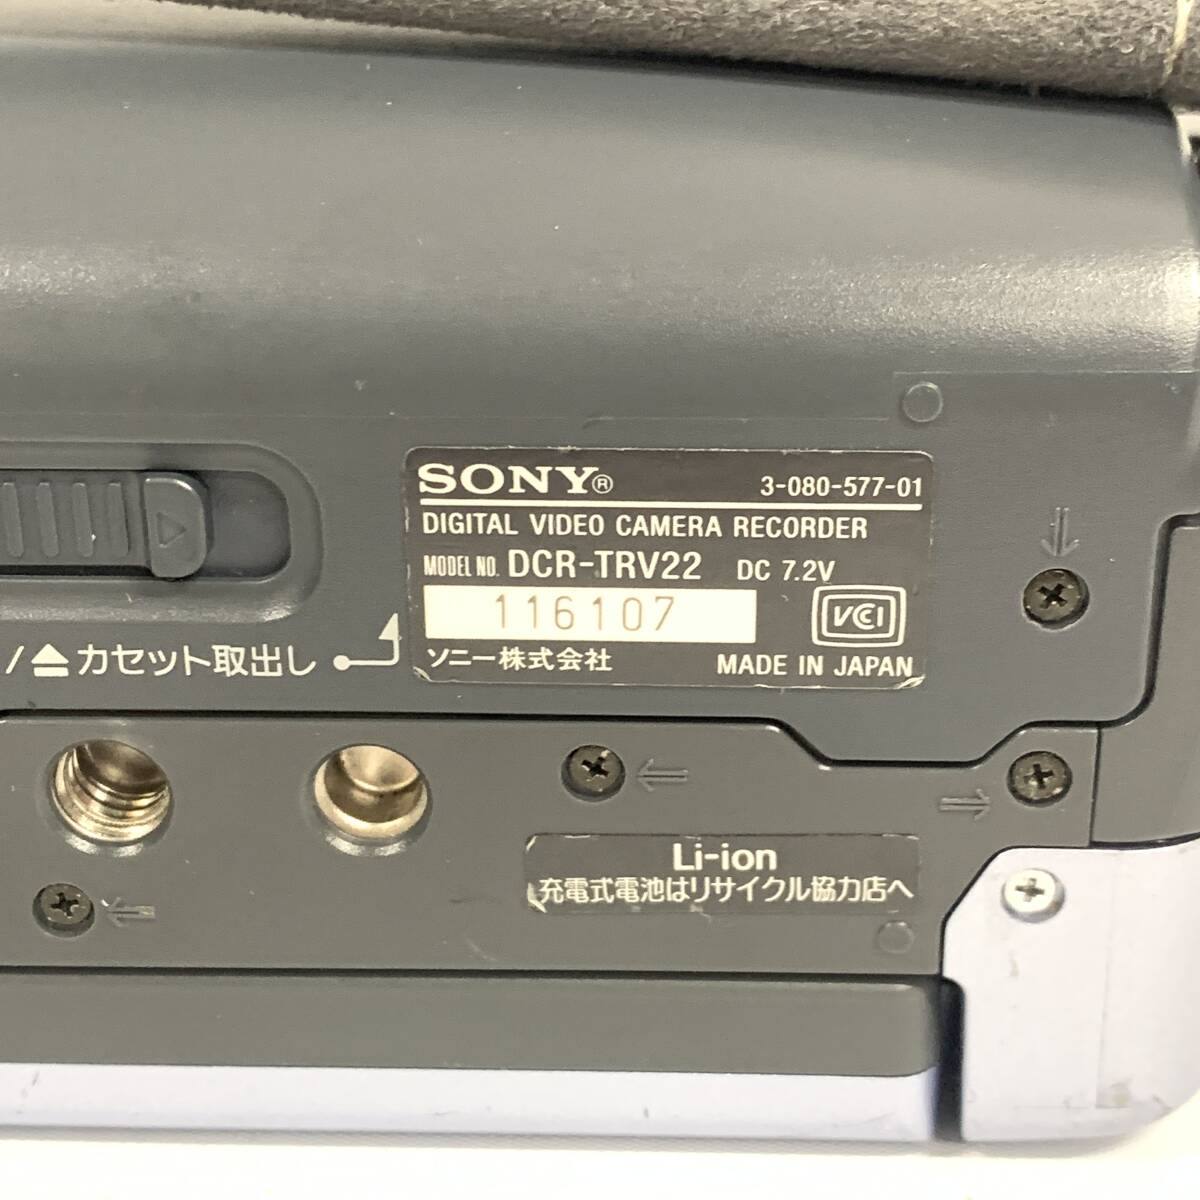 SONY® 3-080-577-01
DIGITAL VIDEO CAMERA RECORDER
MODEL NO. DCR-TRV22 DC 7.2V
116107
VCI
ソニー株式会社 MADE IN JAPAN
/⏏カセット取出し
Li-ion
充電式電池はリサイクル協力店へ